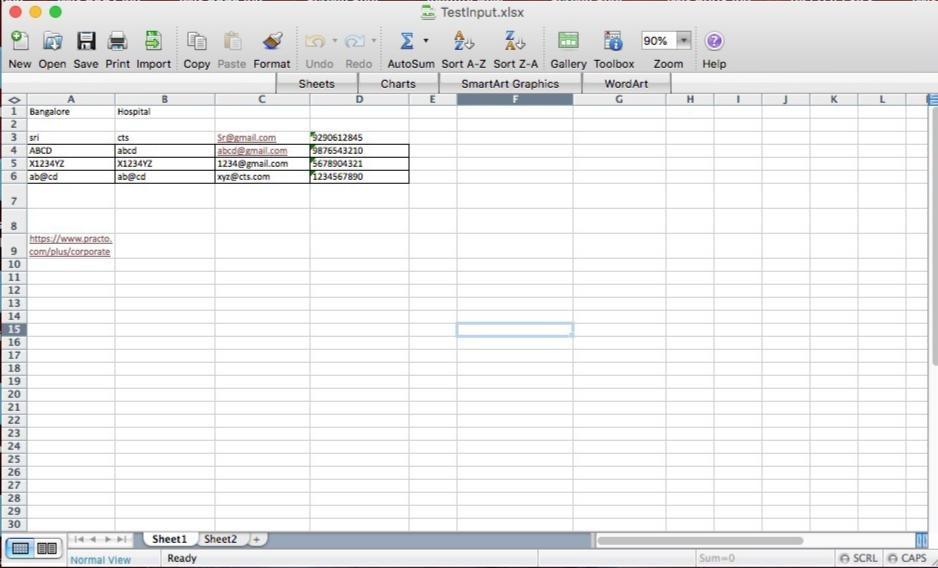 TestInput.xlsx
New Open Save Print Import Copy Paste Format Undo Redo AutoSum Sort A-Z Sort Z-A Gallery Toolbox 90% Zoom Help
Sheets Charts SmartArt Graphics WordArt
A B C D E F G H I J K L
1 Bangalore Hospital
2
3 sri cts Sr@gmail.com 9290612845
4 ABCD abcd abcd@gmail.com 9876543210
5 X1234YZ X1234YZ 1234@gmail.com 5678904321
6 ab@cd ab@cd xyz@cts.com 1234567890
7
8
https://www.practo.
9 com/plus/corporate
10
11
12
13
14
15
16
17
18
19
20
21
22
23
24
25
26
27
28
29
30
Sheet1 Sheet2
Normal View Ready Sum=0 SCRL CAPS